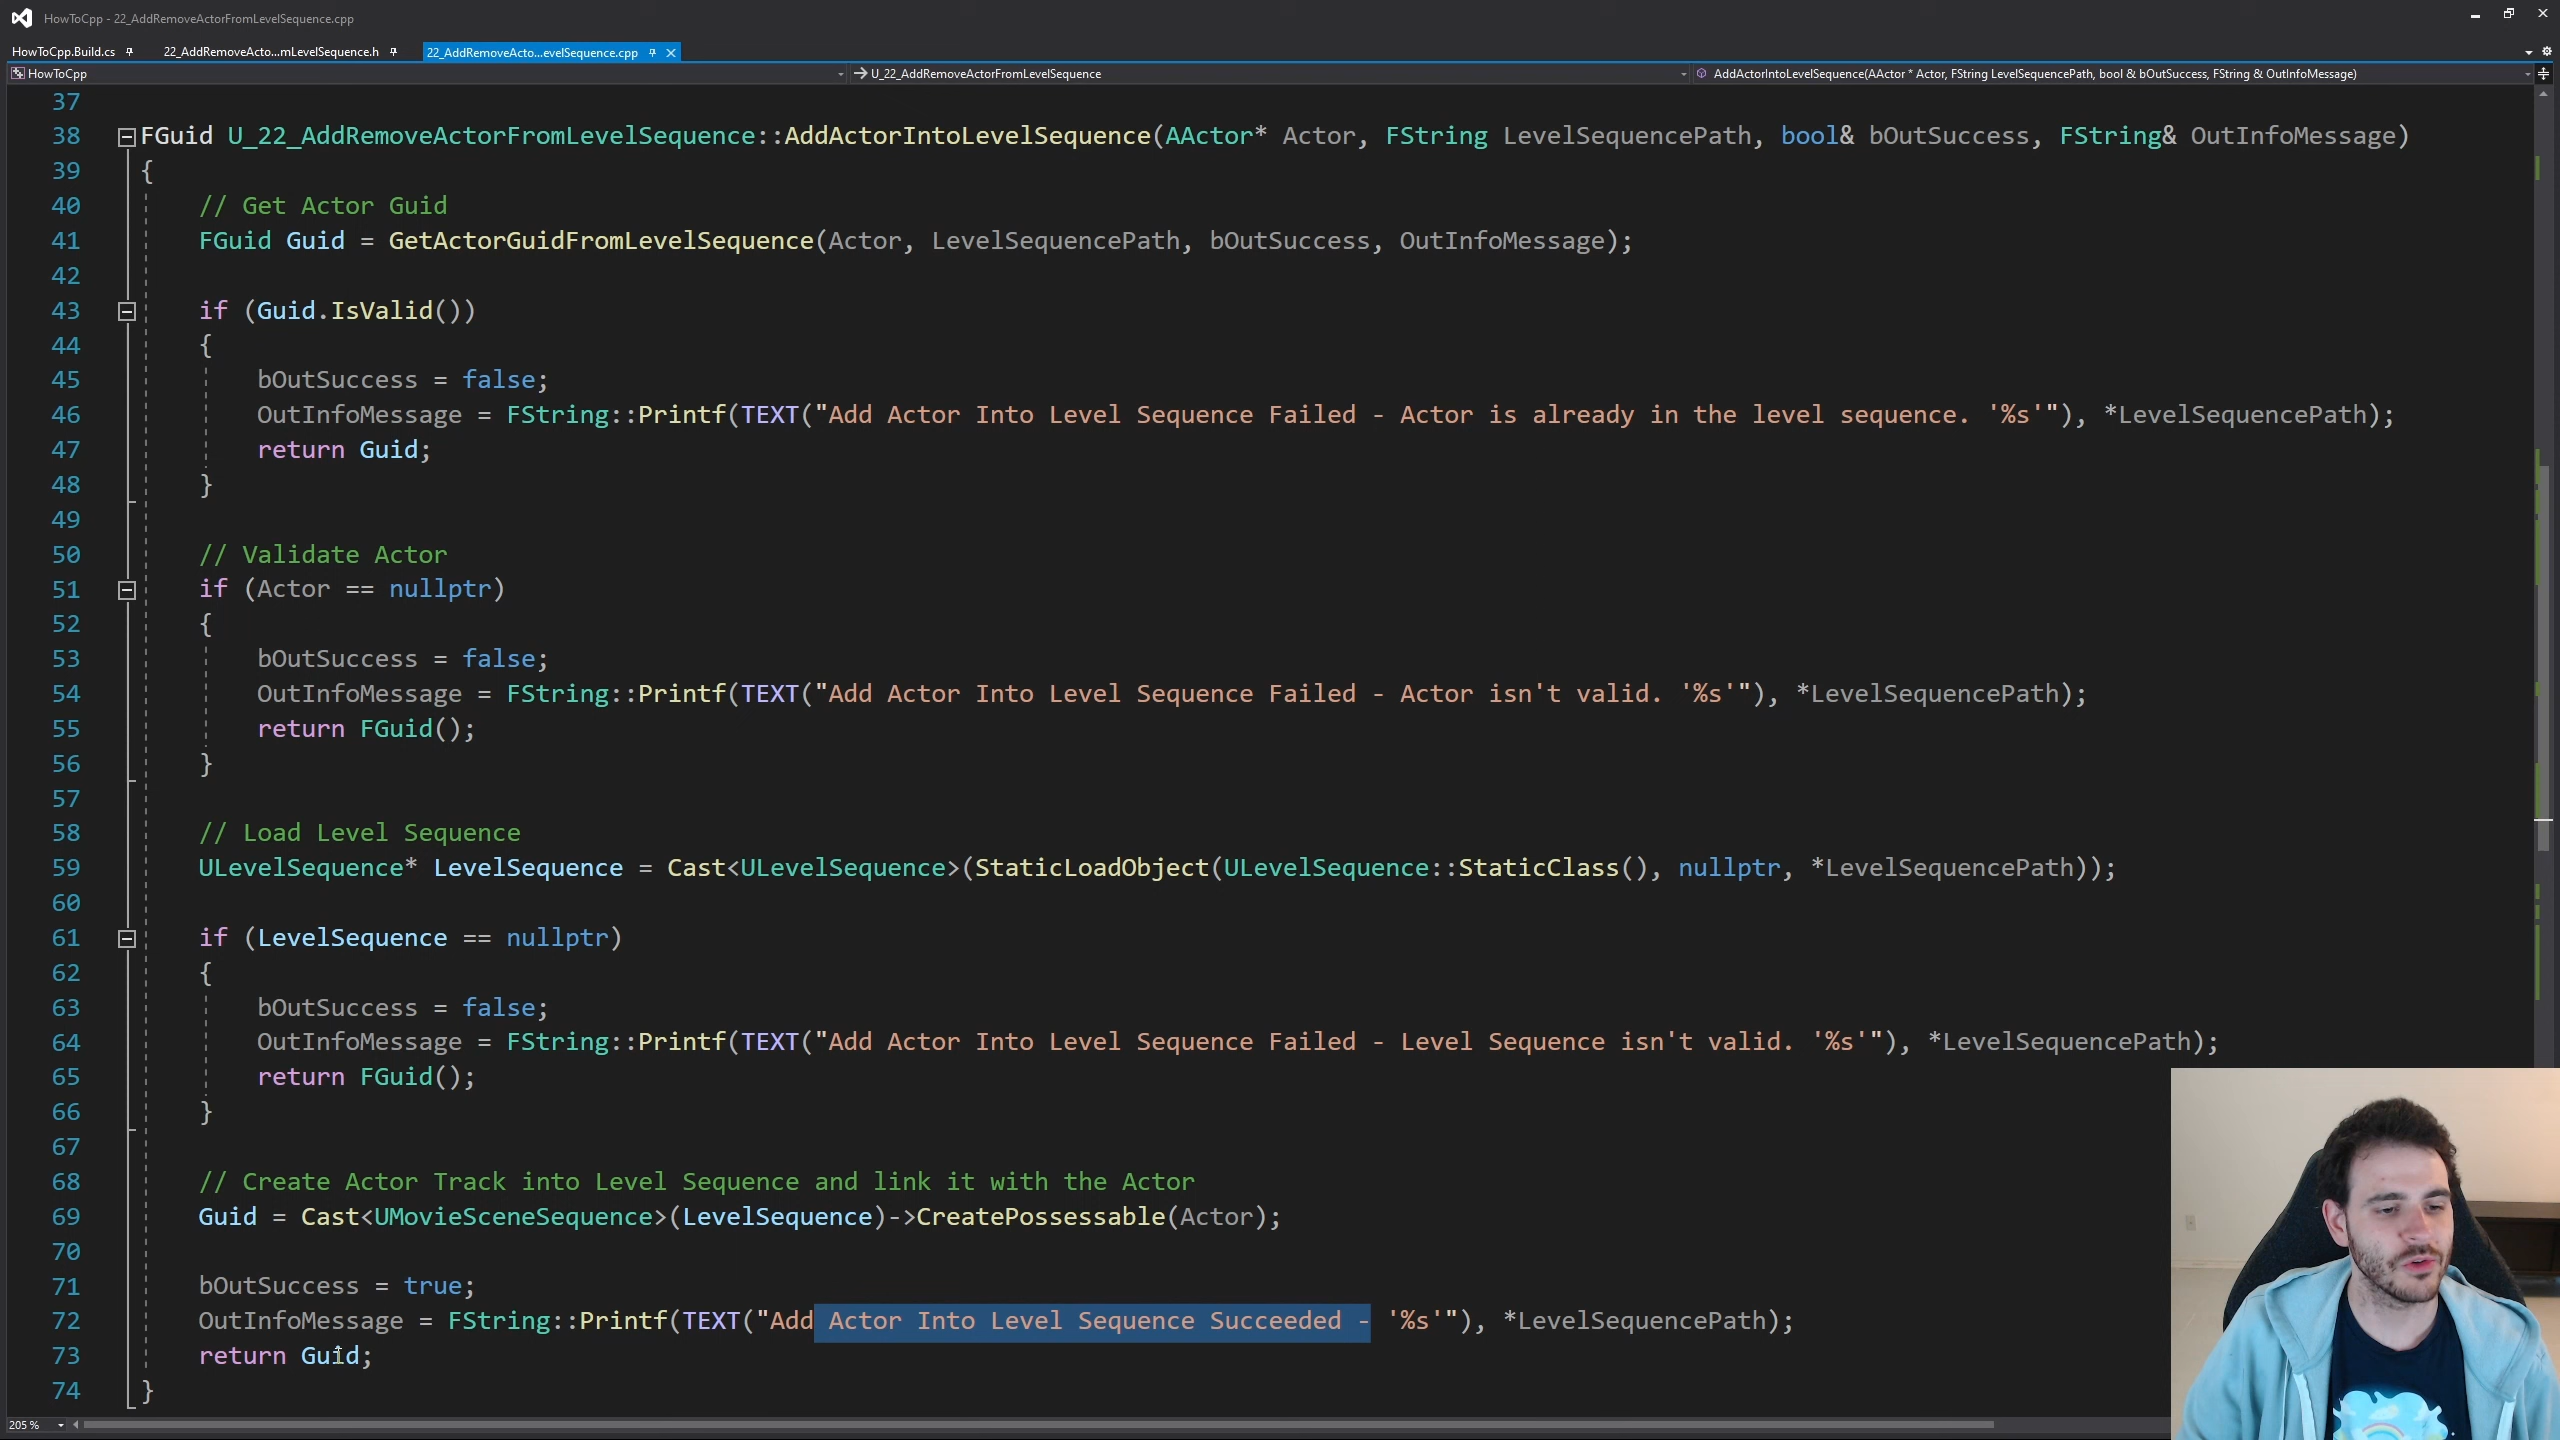 HowToCpp - 22_AddRemoveActorFromLevelSequence.cpp
HowToCpp.Build.cs 22_AddRemoveActo...mLevelSequence.h 22_AddRemoveActo...evelSequence.cpp
HowToCpp U_22_AddRemoveActorFromLevelSequence AddActorIntoLevelSequence(AActor * Actor, FString LevelSequencePath, bool & bOutSuccess, FString & OutInfoMessage)
37
38 FGuid U_22_AddRemoveActorFromLevelSequence::AddActorIntoLevelSequence(AActor* Actor, FString LevelSequencePath, bool& bOutSuccess, FString& OutInfoMessage)
39 {
40 // Get Actor Guid
41 FGuid Guid = GetActorGuidFromLevelSequence(Actor, LevelSequencePath, bOutSuccess, OutInfoMessage);
42
43 if (Guid.IsValid())
44 {
45 bOutSuccess = false;
46 OutInfoMessage = FString::Printf(TEXT("Add Actor Into Level Sequence Failed - Actor is already in the level sequence. '%s'"), *LevelSequencePath);
47 return Guid;
48 }
49
50 // Validate Actor
51 if (Actor == nullptr)
52 {
53 bOutSuccess = false;
54 OutInfoMessage = FString::Printf(TEXT("Add Actor Into Level Sequence Failed - Actor isn't valid. '%s'"), *LevelSequencePath);
55 return FGuid();
56 }
57
58 // Load Level Sequence
59 ULevelSequence* LevelSequence = Cast<ULevelSequence>(StaticLoadObject(ULevelSequence::StaticClass(), nullptr, *LevelSequencePath));
60
61 if (LevelSequence == nullptr)
62 {
63 bOutSuccess = false;
64 OutInfoMessage = FString::Printf(TEXT("Add Actor Into Level Sequence Failed - Level Sequence isn't valid. '%s'"), *LevelSequencePath);
65 return FGuid();
66 }
67
68 // Create Actor Track into Level Sequence and link it with the Actor
69 Guid = Cast<UMovieSceneSequence>(LevelSequence)->CreatePossessable(Actor);
70
71 bOutSuccess = true;
72 OutInfoMessage = FString::Printf(TEXT("Add Actor Into Level Sequence Succeeded - '%s'"), *LevelSequencePath);
73 return Guid;
74 }
205 %